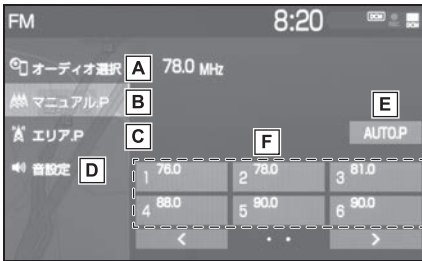 FM 8:20 DCM
オーディオ選択 A 78.0 MHz
マニュアル.P B E
エリア.P C F AUTO.P
音設定 D
1 76.0 2 78.0 3 81.0
4 88.0 5 90.0 6 90.0
< • • >